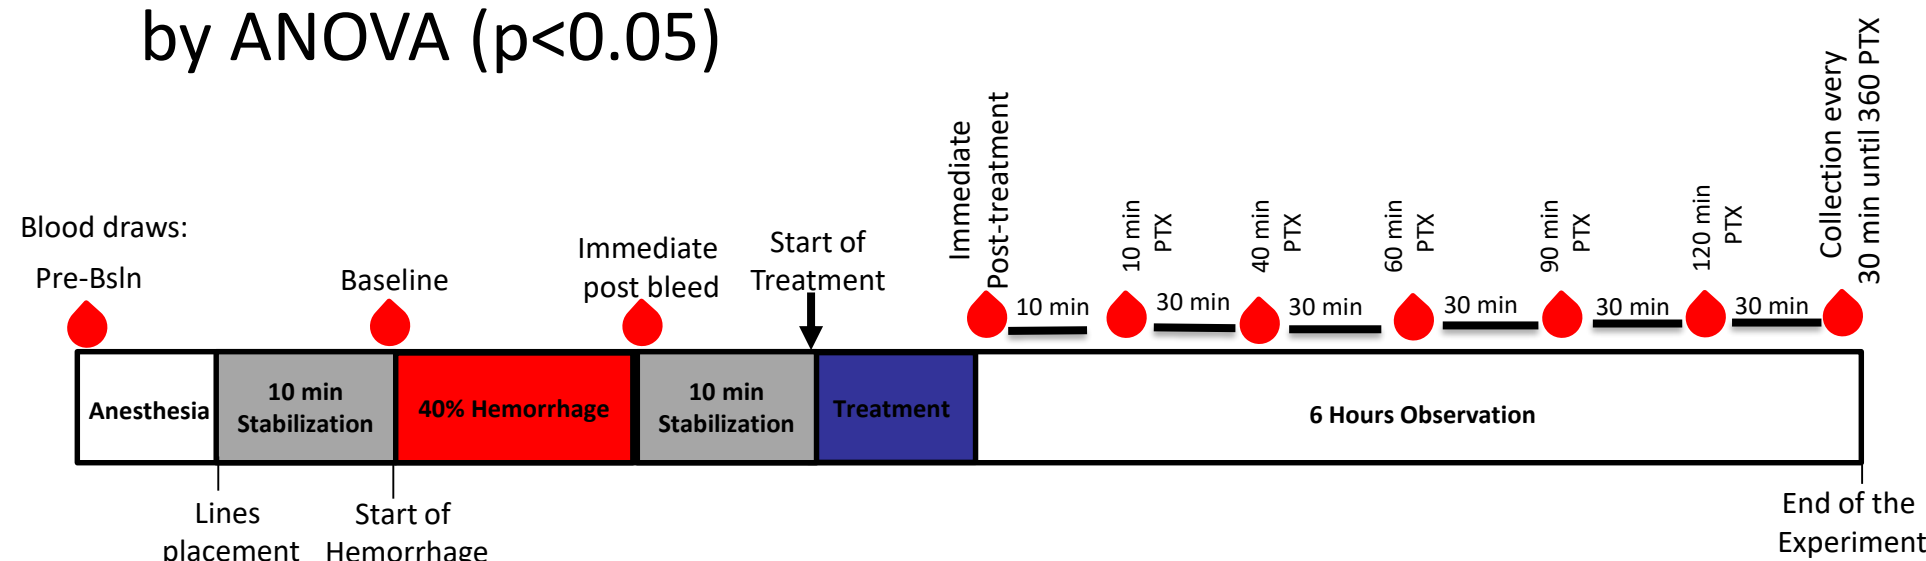 by ANOVA (p<0.05)
Blood draws:
Pre-Bsln
Baseline
Immediate
post bleed
Start of
Treatment
Immediate
Post-treatment
10 min
10 min
PTX
30 min
40 min
PTX
30 min
60 min
PTX
30 min
90 min
PTX
30 min
120 min
PTX
30 min
Collection every
30 min until 360 PTX
Anesthesia
10 min
Stabilization
40% Hemorrhage
10 min
Stabilization
Treatment
6 Hours Observation
Lines
placement
Start of
Hemorrhage
End of the
Experiment